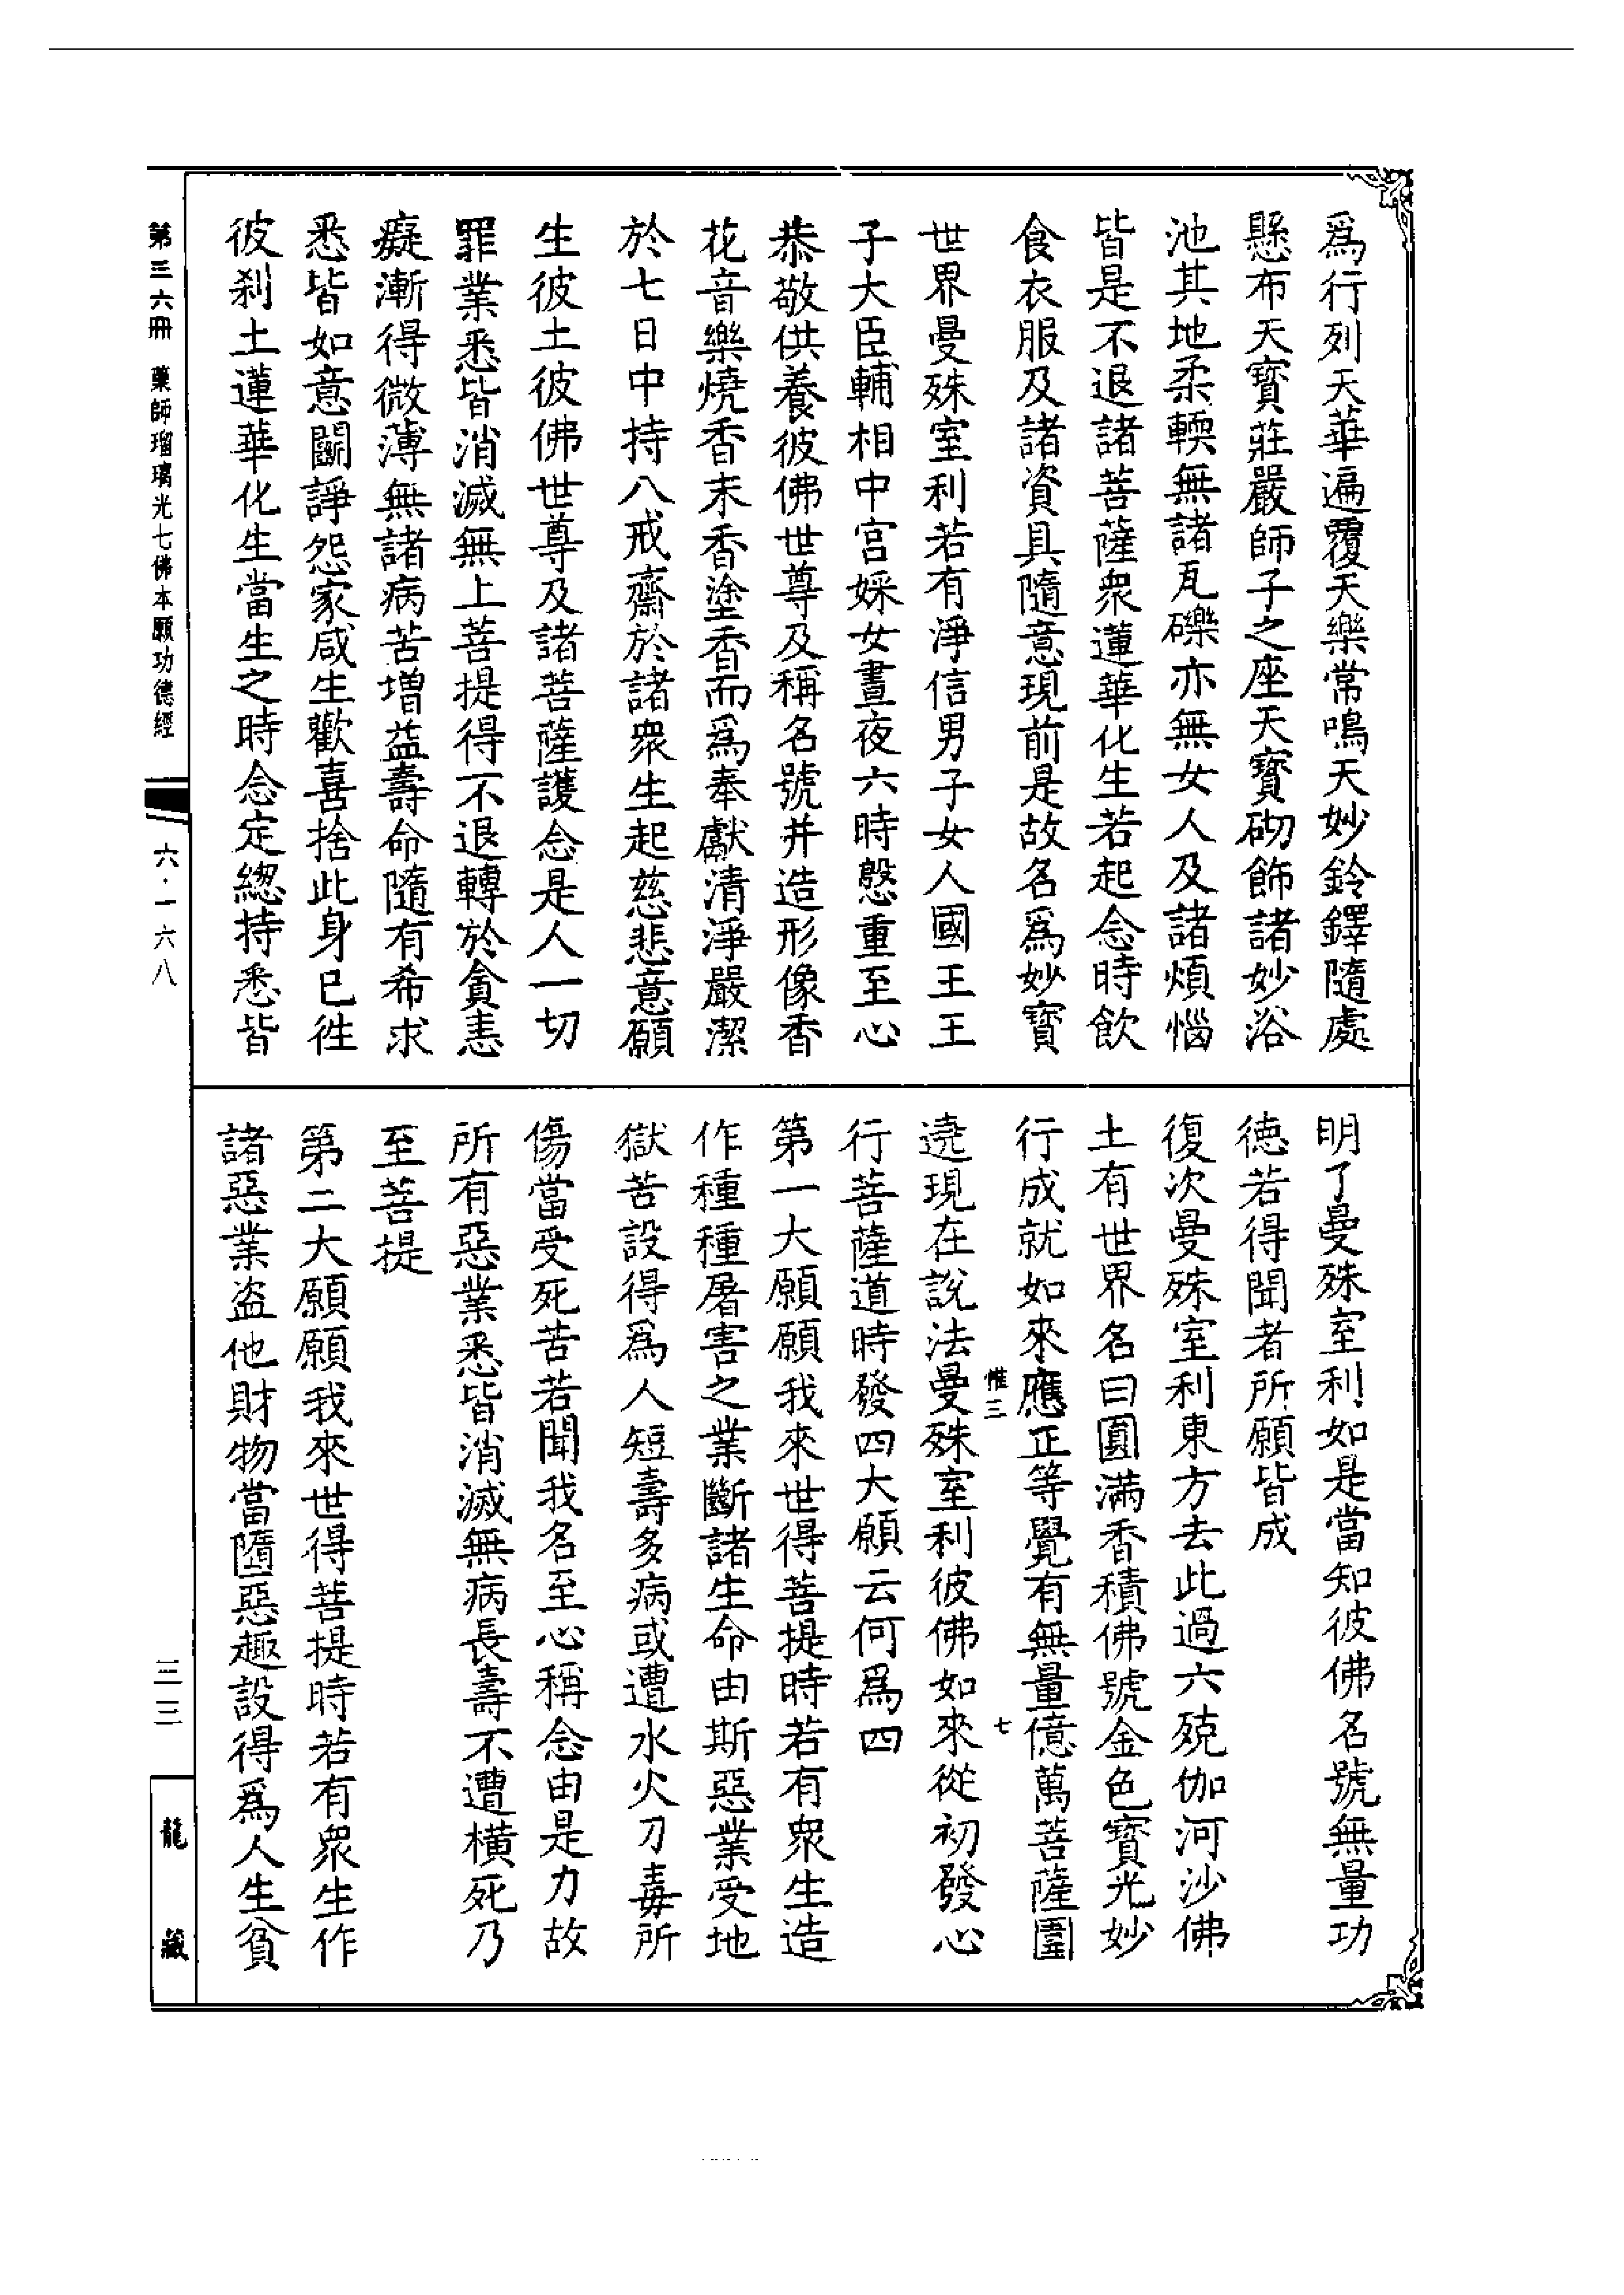 爲行列天華遍覆天樂常鳴天妙鈴鐸隨處
懸布天寳莊嚴師子之座天寳砌飾諸妙浴
池其地柔輭無諸瓦礫亦無女人及諸煩惱
皆是不退諸菩薩衆蓮華化生若起念時飲
食衣服及諸資具隨意現前是故名爲妙寳
世界曼殊室利若有淨信男子女人國王王
子大臣輔相中宫婇女晝夜六時慇重至心
恭敬供養彼佛世尊及稱名號并造形像香
花音樂燒香末香塗香而爲奉獻清淨嚴潔
於七日中持八戒齋於諸衆生起慈悲意願
生彼土彼佛世尊及諸菩薩護念是人一切
罪業悉皆消滅無上菩提得不退轉於貪恚
癡漸得微薄無諸病苦增益壽命隨有希求
悉皆如意鬭諍怨家咸生歡喜捨此身已徃
彼刹土蓮華化生當生之時念定緫持悉皆
明了曼殊室利如是當知彼佛名號無量功
德若得聞者所願皆成
復次曼殊室利東方去此過六殑伽河沙佛
土有世界名曰圓滿香積佛號金色寳光妙
行成就如來應正等覺有無量億萬菩薩圍
惟三
七
遶現在說法曼殊室利彼佛如來從初發心
行菩薩道時發四大願云何爲四
第一大願願我來世得菩提時若有衆生造
作種種屠害之業斷諸生命由斯惡業受地
獄苦設得爲人短壽多病或遭水火刀毒所
傷當受死苦若聞我名至心稱念由是力故
所有惡業悉皆消滅無病長壽不遭橫死乃
至菩提
第二大願願我來世得菩提時若有衆生作
諸惡業盗他財物當墮惡趣設得爲人生貧
第三六冊 藥師瑠璃光七佛本願功德經
六·一六八
三三
龍藏